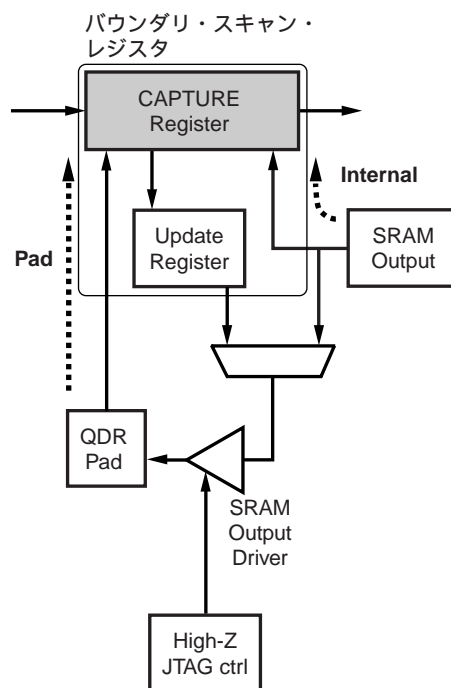 バウンダリ・スキャン・
レジスタ
CAPTURE
Register
Internal
Pad
Update
Register
SRAM
Output
QDR
Pad
SRAM
Output
Driver
High-Z
JTAG ctrl